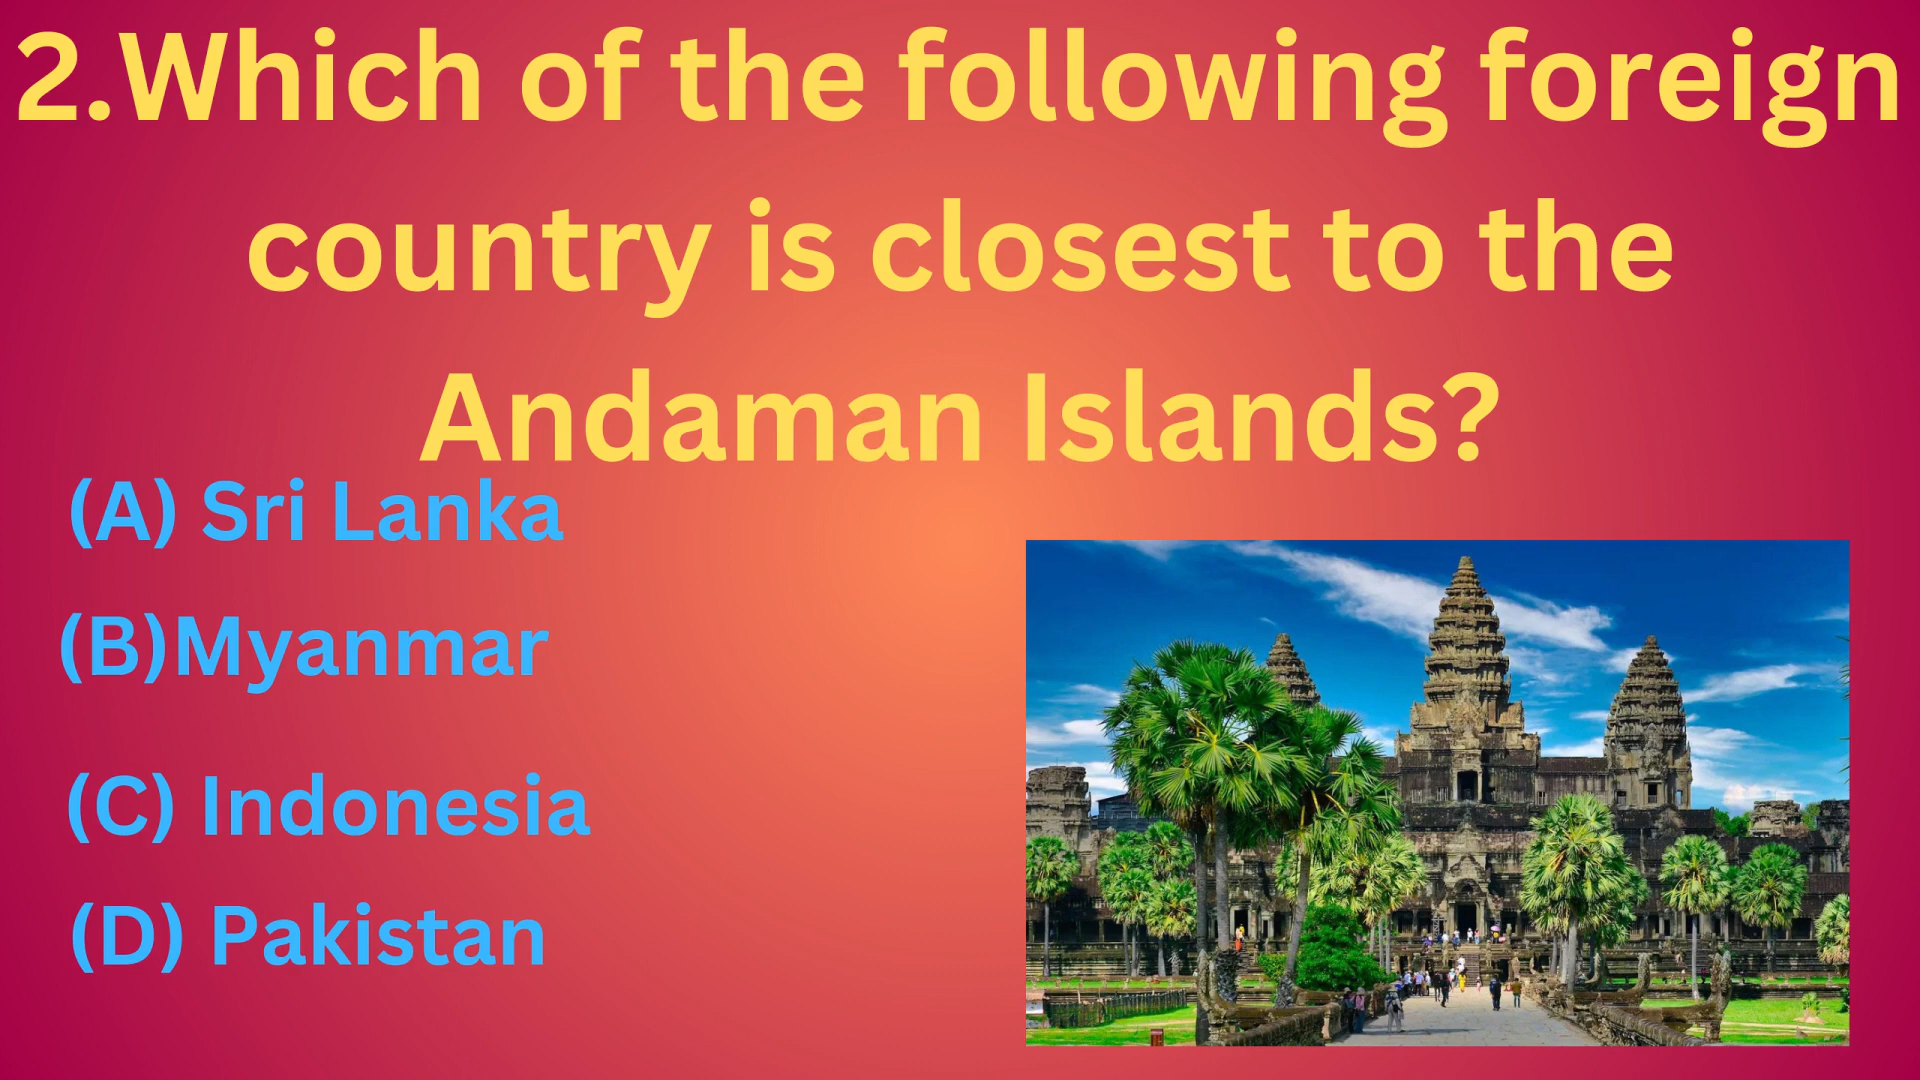 2.Which of the following foreign
country is closest to the
Andaman Islands?
(A) Sri Lanka
(B)Myanmar
(C) Indonesia
(D) Pakistan